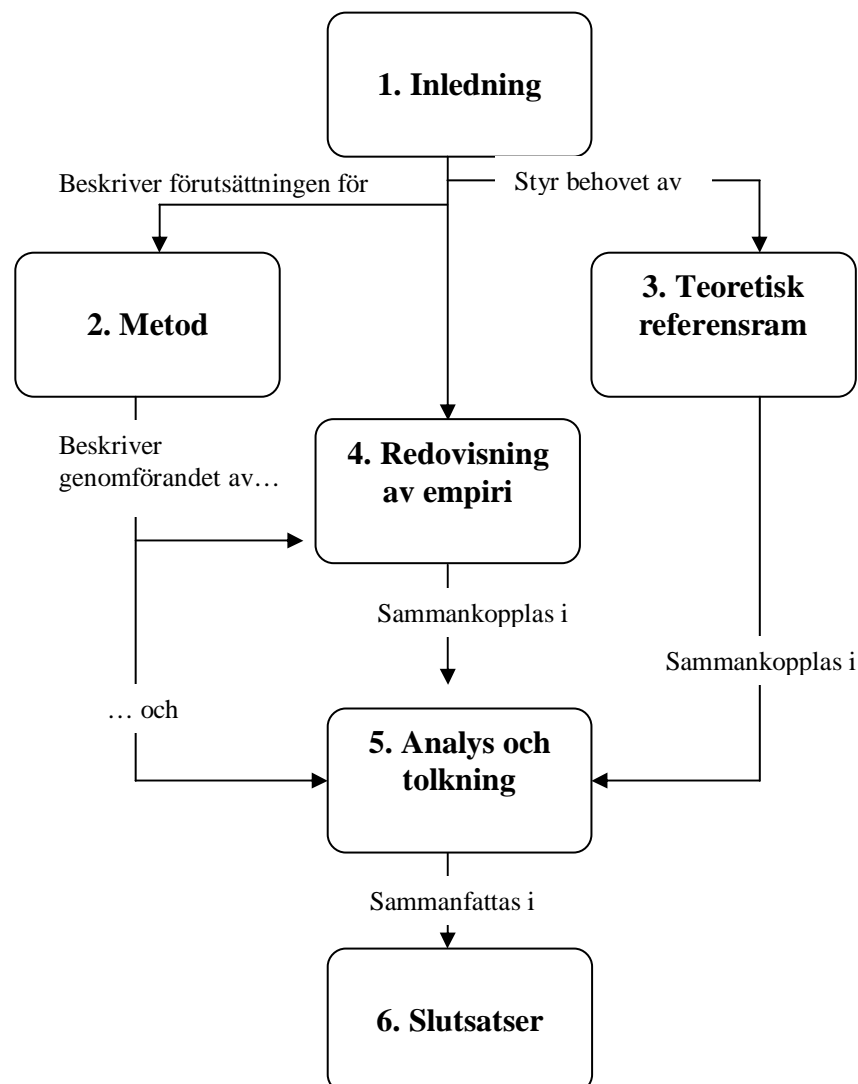 1. Inledning
Beskriver förutsättningen för
Styr behovet av
2. Metod
3. Teoretisk
referensram
Beskriver
genomförandet av…
4. Redovisning
av empiri
Sammankopplas i
Sammankopplas i
… och
5. Analys och
tolkning
Sammanfattas i
6. Slutsatser